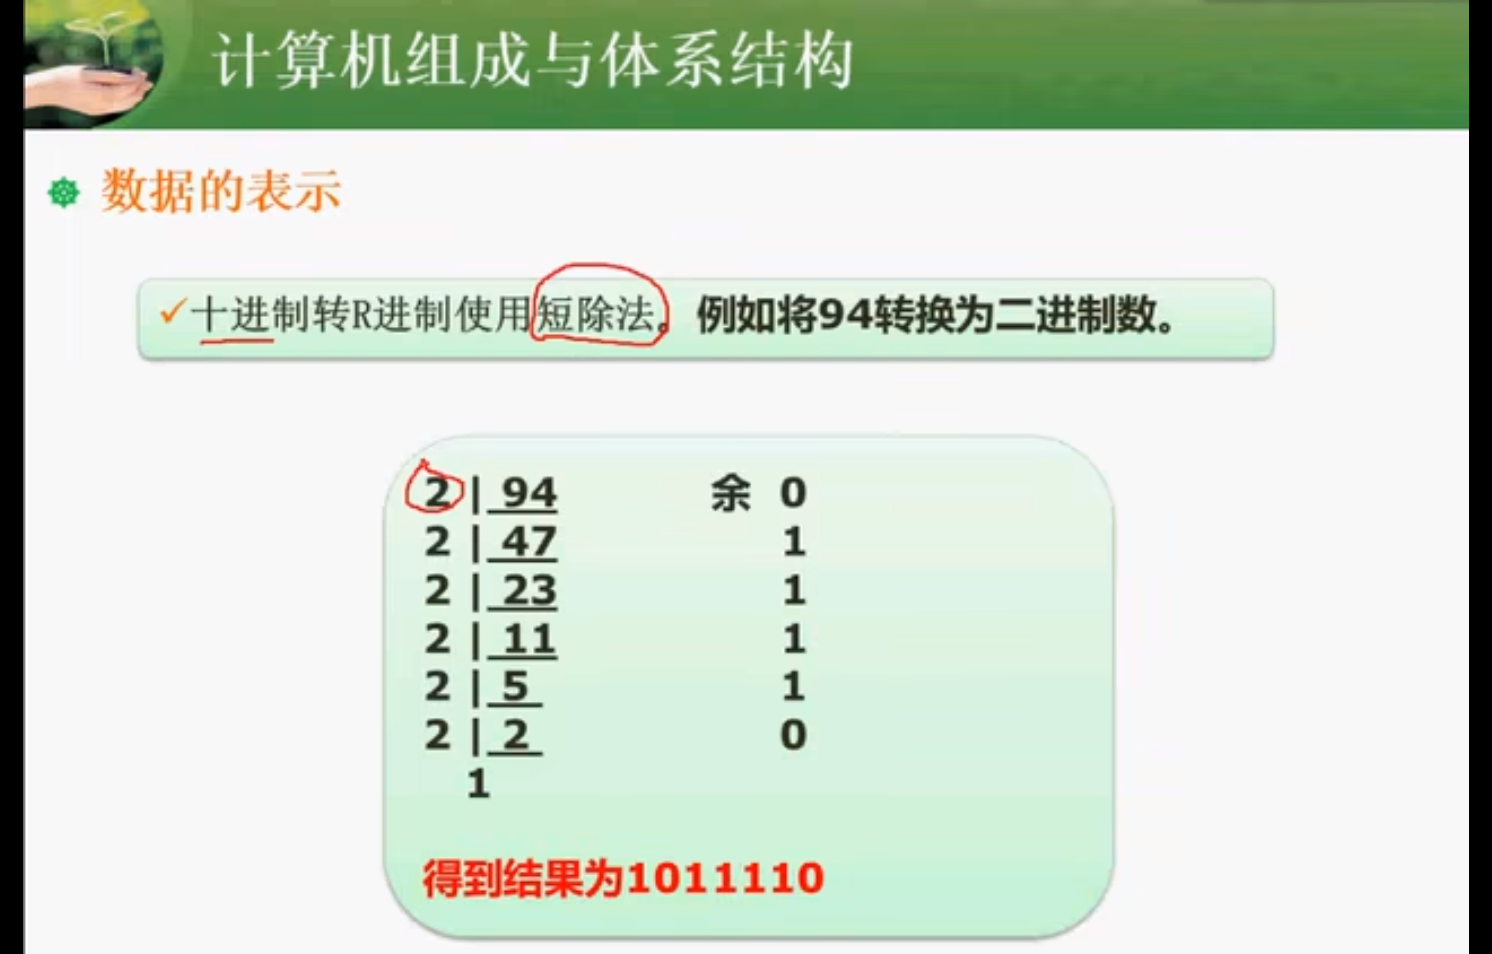 计算机组成与体系结构
数据的表示
✓十进制转R进制使用短除法。例如将94转换为二进制数。
2 | 94 余 0
2 | 47 1
2 | 23 1
2 | 11 1
2 | 5 1
2 | 2 0
1
得到结果为1011110